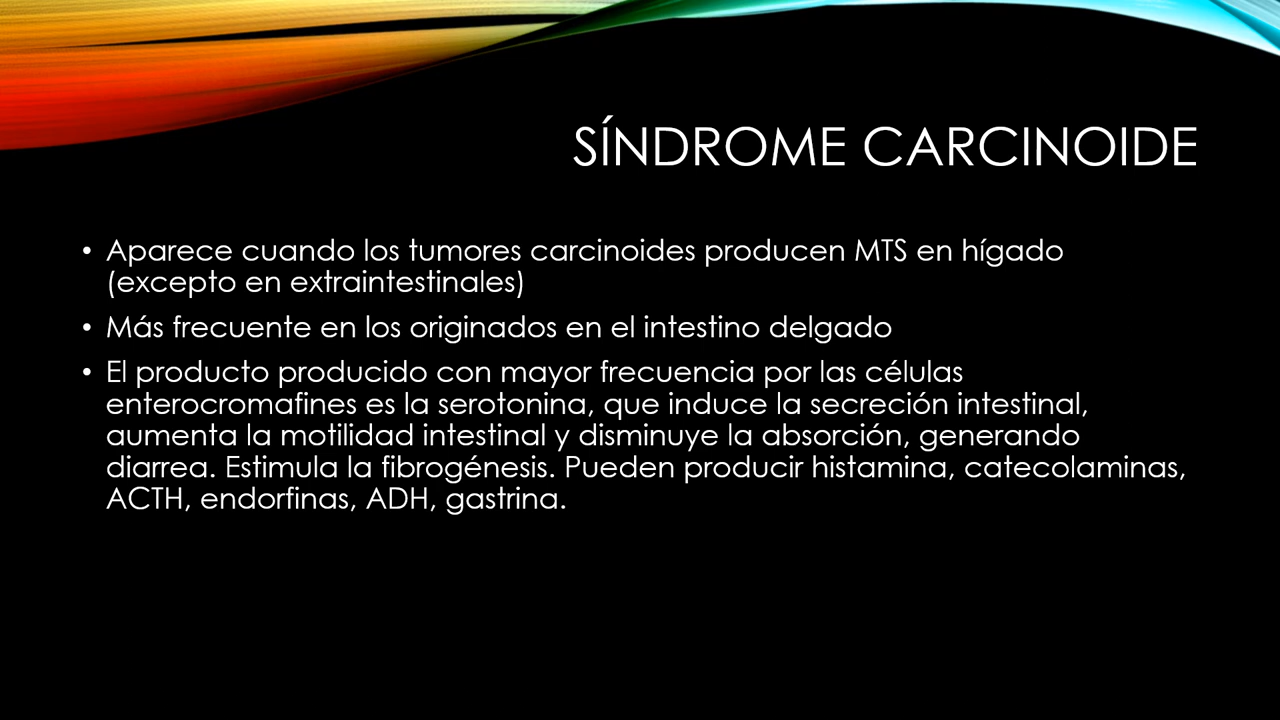 SÍNDROME CARCINOIDE
• Aparece cuando los tumores carcinoides producen MTS en hígado
(excepto en extraintestinales)
• Más frecuente en los originados en el intestino delgado
• El producto producido con mayor frecuencia por las células
enterocromafines es la serotonina, que induce la secreción intestinal,
aumenta la motilidad intestinal y disminuye la absorción, generando
diarrea. Estimula la fibrogénesis. Pueden producir histamina, catecolaminas,
ACTH, endorfinas, ADH, gastrina.